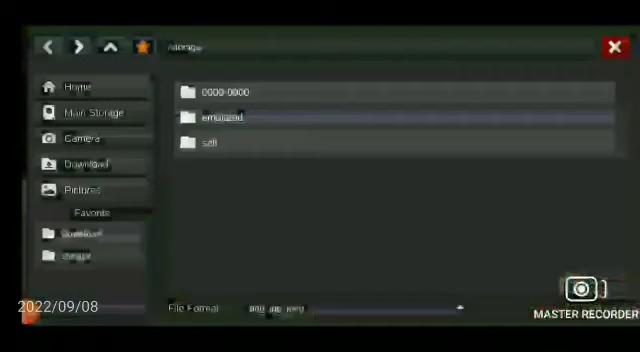 storage
0000-0000
emulated
self
Home
Main Storage
Camera
Download
Pictures
Favorite
Download
storage
2022/09/08
File Format
MASTER RECORDER